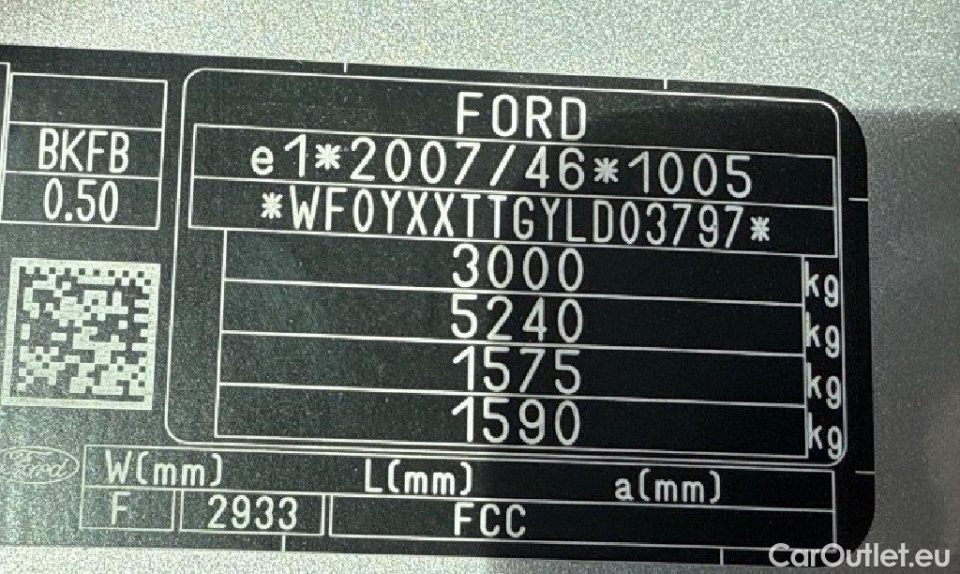 BKFB
0.50
FORD
e1*2007/46*1005
*WF0YXXTTGYLD03797*
3000 kg
5240 kg
1575 kg
1590 kg
Ford
W(mm) L(mm) a(mm)
F 2933 FCC
CarOutlet.eu